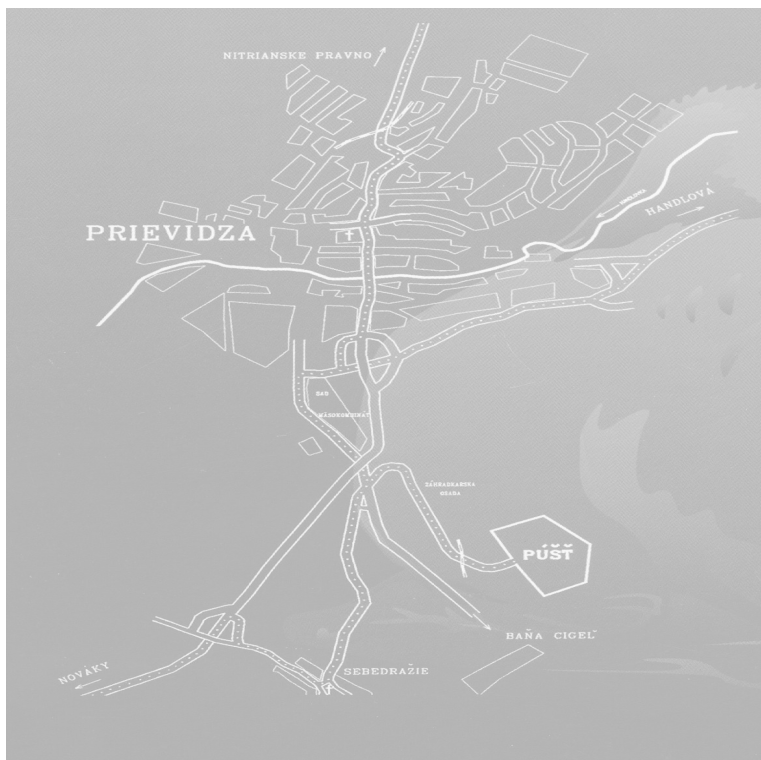 NITRIANSKE PRAVNO
PRIEVIDZA
HANDLOVÁ
ZÁHRADKÁRSKA
OSADA
PÚŠŤ
BAŇA CIGEĽ
SEBEDRAŽIE
NOVÁKY